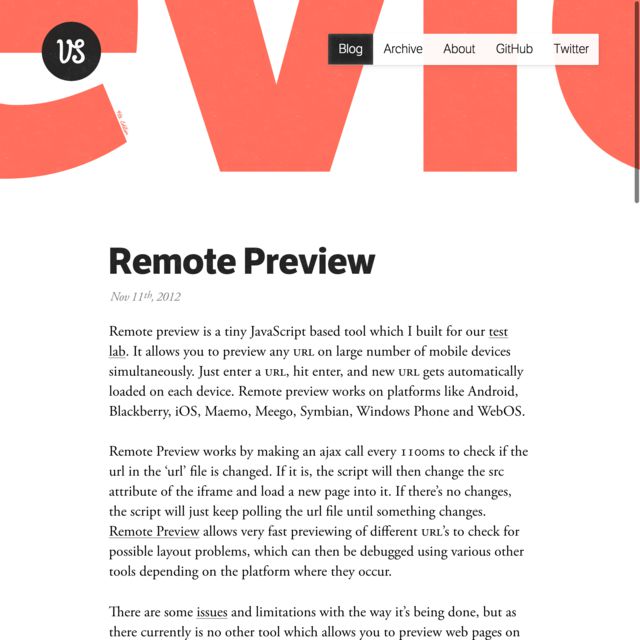 VS
Blog Archive About GitHub Twitter
Remote Preview
Nov 11th, 2012
Remote preview is a tiny JavaScript based tool which I built for our test
lab. It allows you to preview any URL on large number of mobile devices
simultaneously. Just enter a URL, hit enter, and new URL gets automatically
loaded on each device. Remote preview works on platforms like Android,
Blackberry, iOS, Maemo, Meego, Symbian, Windows Phone and WebOS.
Remote Preview works by making an ajax call every 1100ms to check if the
url in the ‘url’ file is changed. If it is, the script will then change the src
attribute of the iframe and load a new page into it. If there’s no changes,
the script will just keep polling the url file until something changes.
Remote Preview allows very fast previewing of different URL’s to check for
possible layout problems, which can then be debugged using various other
tools depending on the platform where they occur.
There are some issues and limitations with the way it’s being done, but as
there currently is no other tool which allows you to preview web pages on